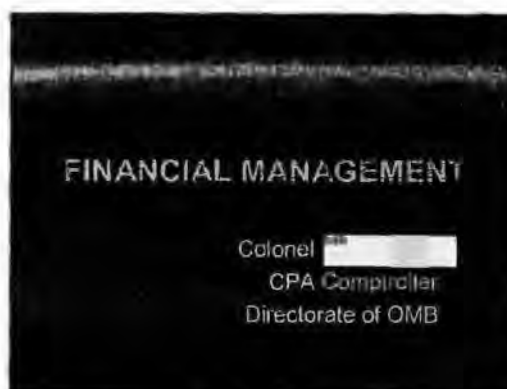 FINANCIAL MANAGEMENT
Colonel
CPA Comptroller
Directorate of OMB